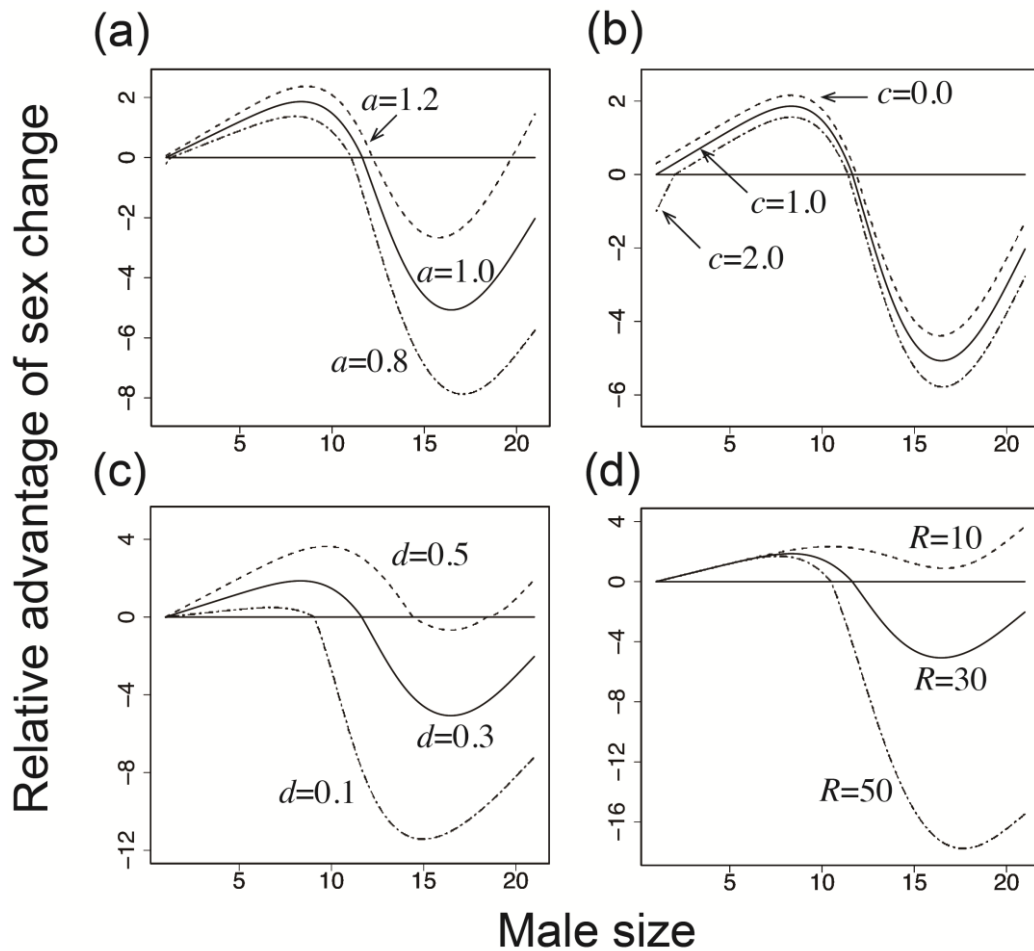 Relative advantage of sex change
(a)
2
0
−2
−4
−6
−8
5
10
15
20
a=1.2
a=1.0
a=0.8
(b)
2
0
−2
−4
−6
5
10
15
20
c=0.0
c=1.0
c=2.0
(c)
4
0
−4
−8
−12
5
10
15
20
d=0.5
d=0.3
d=0.1
(d)
4
0
−4
−8
−12
−16
5
10
15
20
R=10
R=30
R=50
Male size